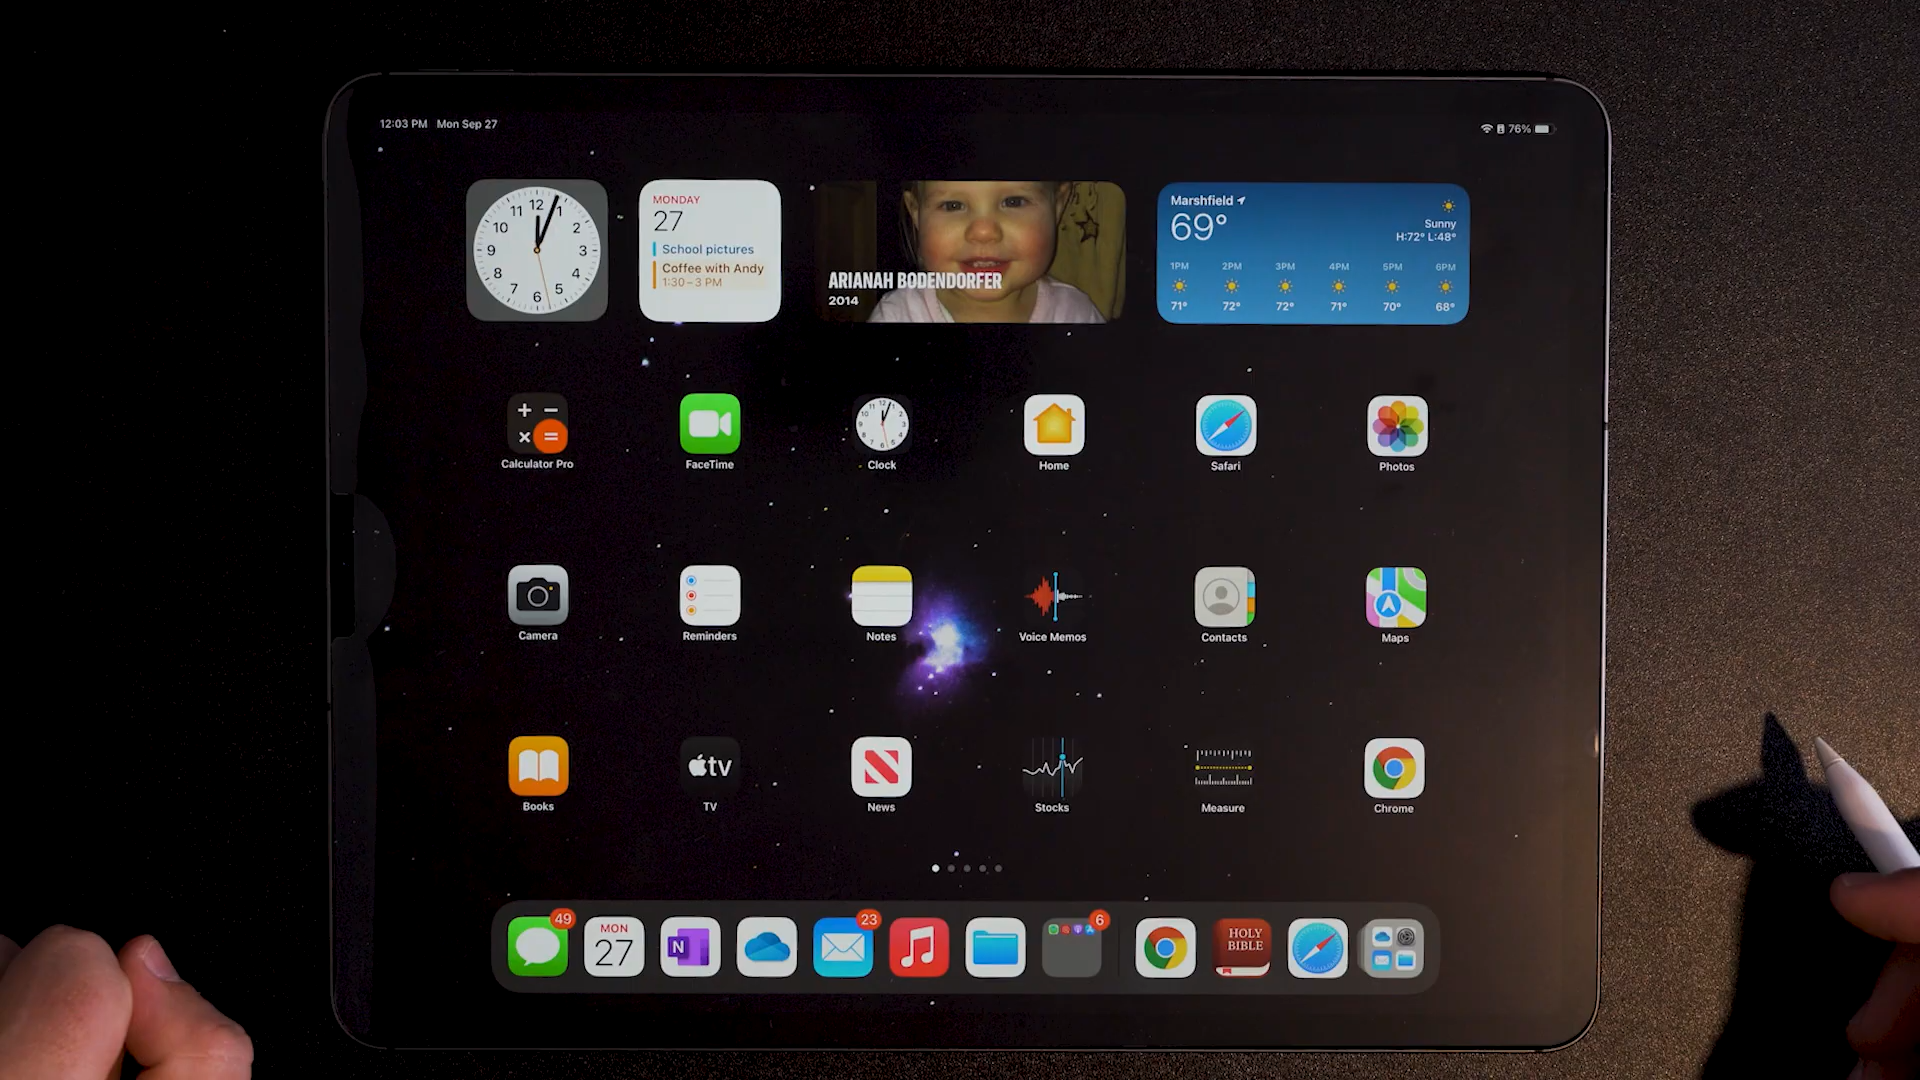 12:03 PM Mon Sep 27
76%
12
11 1
10 2
9 3
8 4
7 5
6
MONDAY
27
School pictures
Coffee with Andy
1:30–3 PM
ARIANAH BODENDORFER
2014
Marshfield
69°
Sunny
H:72° L:48°
1PM 2PM 3PM 4PM 5PM 6PM
71° 72° 72° 71° 70° 68°
Calculator Pro FaceTime Clock Home Safari Photos
Camera Reminders Notes Voice Memos Contacts Maps
tv
Books TV News Stocks Measure Chrome
49 23 6
MON
27
N
HOLY
BIBLE